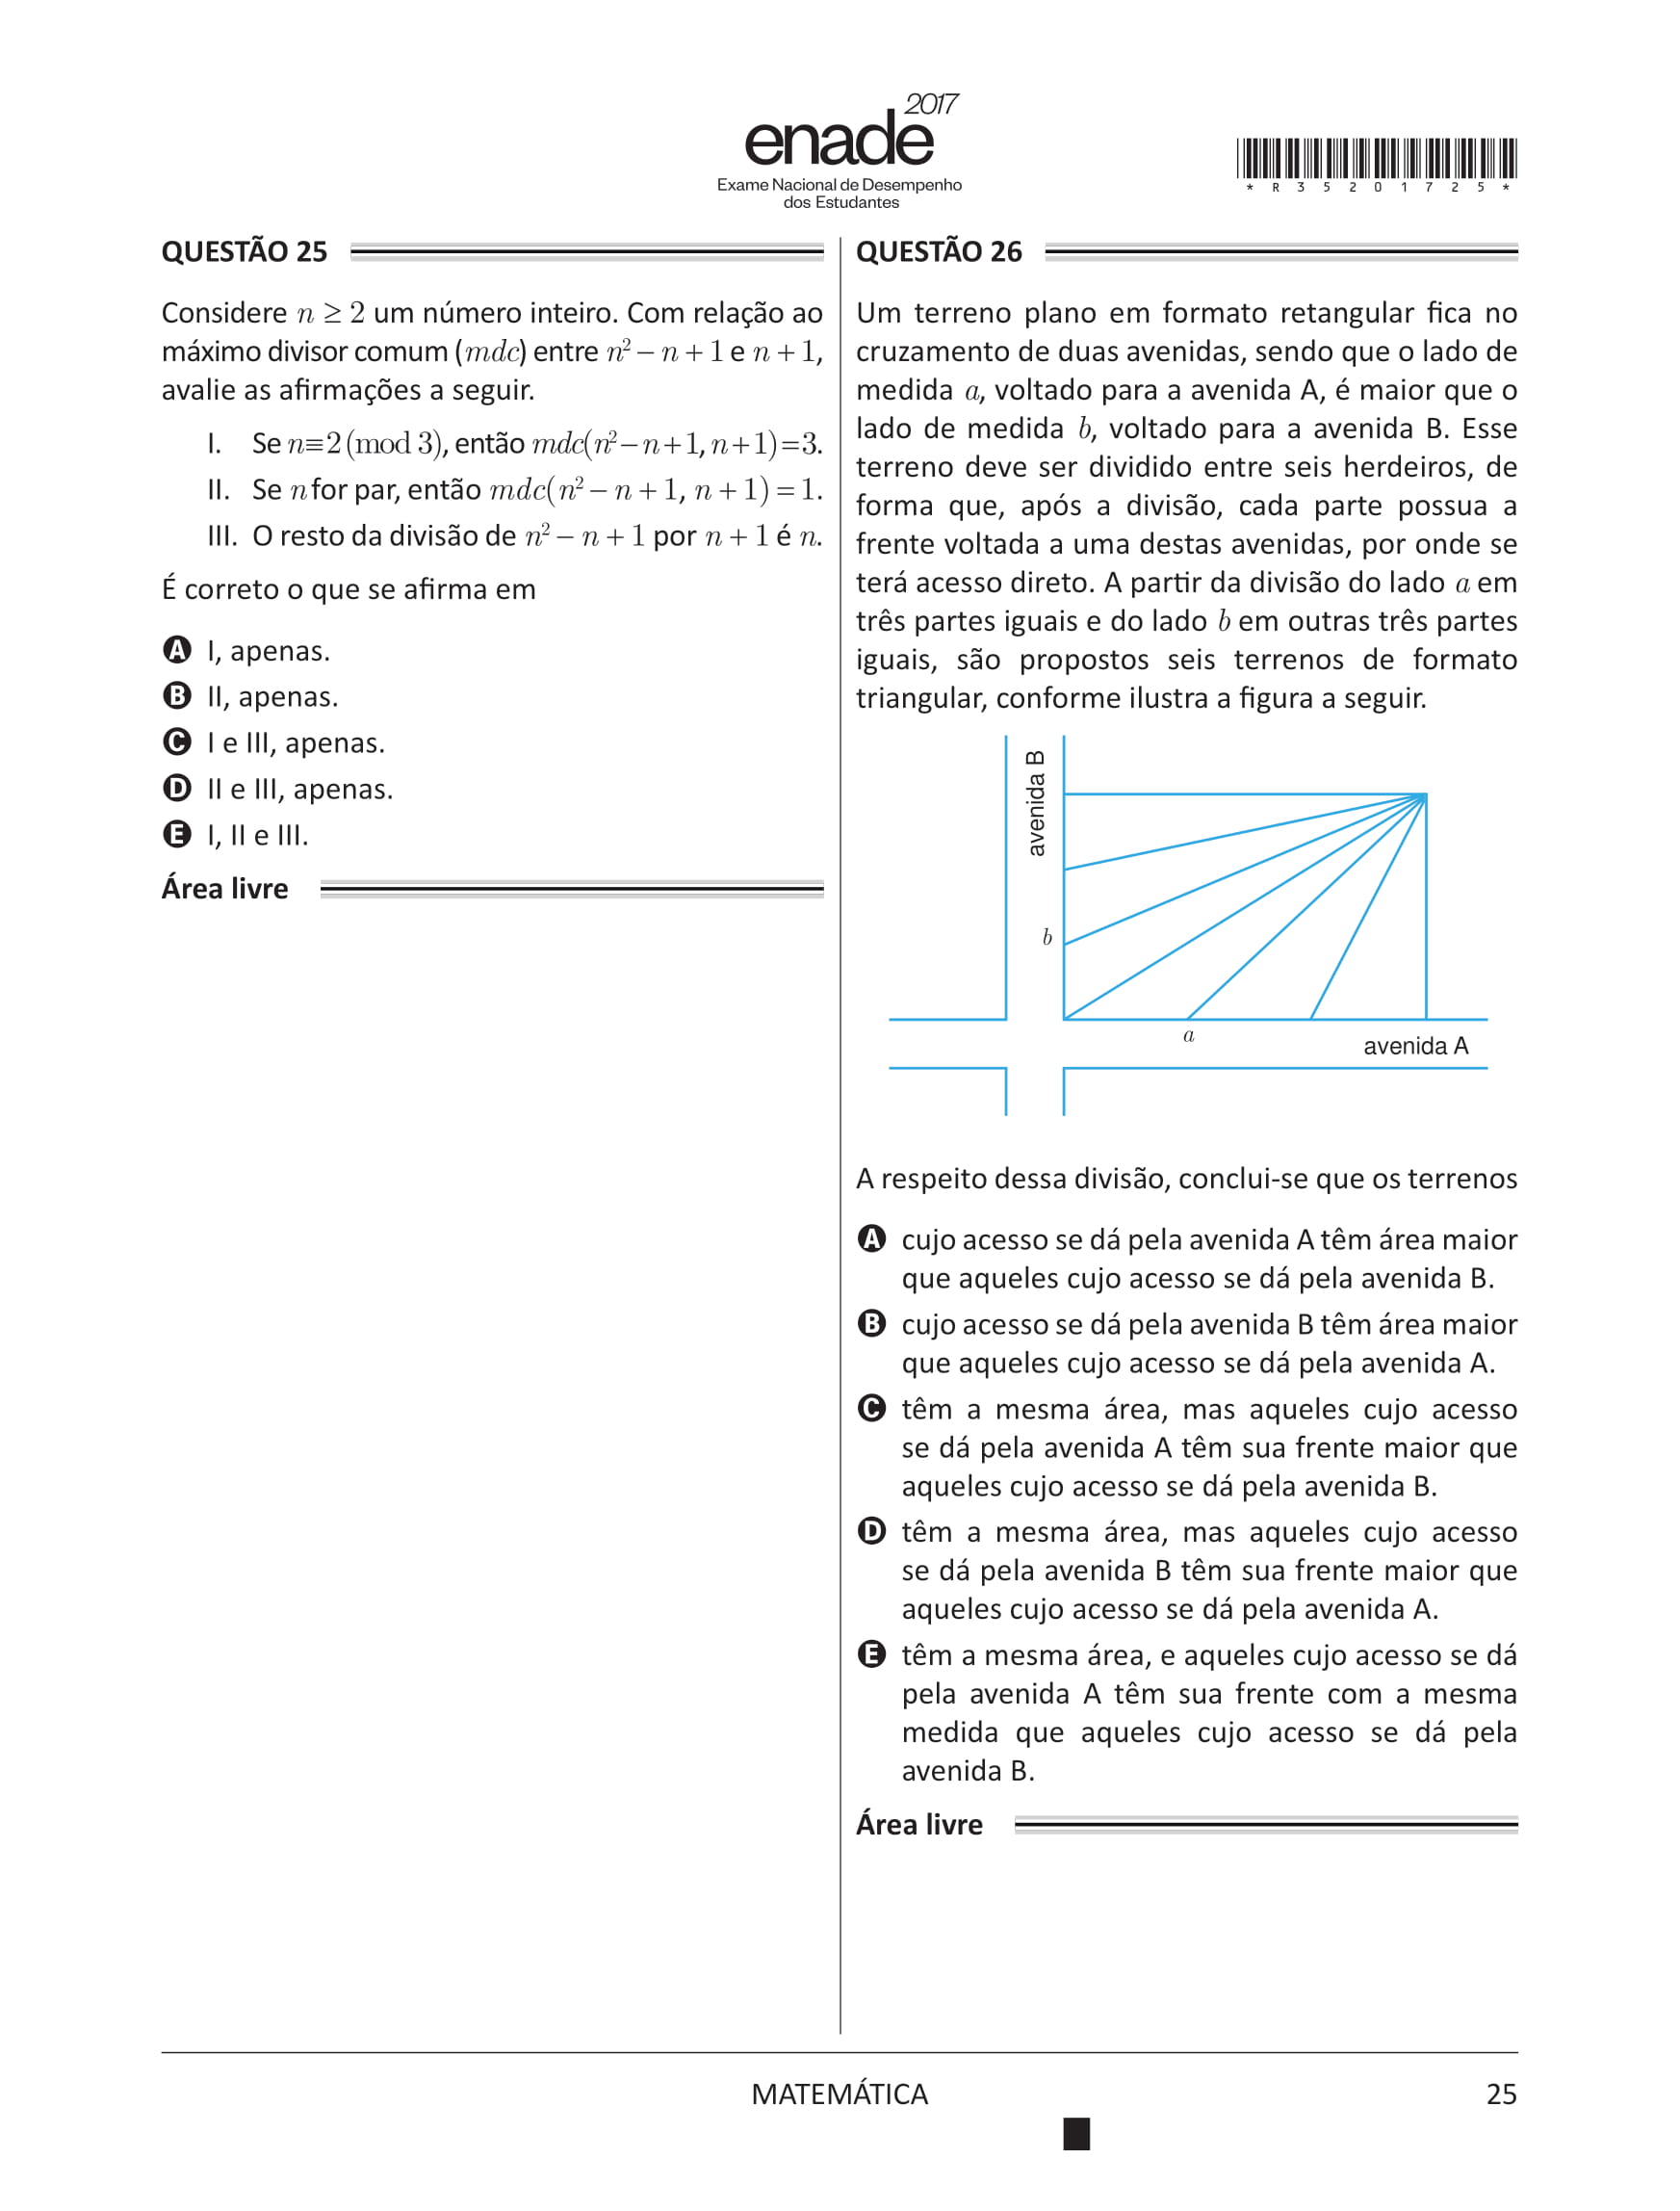 2017
enade
Exame Nacional de Desempenho
dos Estudantes
* R 3 5 2 0 1 7 2 5 *
QUESTÃO 25
Considere n ≥ 2 um número inteiro. Com relação ao
máximo divisor comum (mdc) entre n² – n + 1 e n + 1,
avalie as afirmações a seguir.
I. Se n≡2 (mod 3), então mdc(n² – n + 1, n + 1) = 3.
II. Se n for par, então mdc(n² – n + 1, n + 1) = 1.
III. O resto da divisão de n² – n + 1 por n + 1 é n.
É correto o que se afirma em
A I, apenas.
B II, apenas.
C I e III, apenas.
D II e III, apenas.
E I, II e III.
Área livre
QUESTÃO 26
Um terreno plano em formato retangular fica no
cruzamento de duas avenidas, sendo que o lado de
medida a, voltado para a avenida A, é maior que o
lado de medida b, voltado para a avenida B. Esse
terreno deve ser dividido entre seis herdeiros, de
forma que, após a divisão, cada parte possua a
frente voltada a uma destas avenidas, por onde se
terá acesso direto. A partir da divisão do lado a em
três partes iguais e do lado b em outras três partes
iguais, são propostos seis terrenos de formato
triangular, conforme ilustra a figura a seguir.
avenida B
b
a
avenida A
A respeito dessa divisão, conclui-se que os terrenos
A cujo acesso se dá pela avenida A têm área maior
que aqueles cujo acesso se dá pela avenida B.
B cujo acesso se dá pela avenida B têm área maior
que aqueles cujo acesso se dá pela avenida A.
C têm a mesma área, mas aqueles cujo acesso
se dá pela avenida A têm sua frente maior que
aqueles cujo acesso se dá pela avenida B.
D têm a mesma área, mas aqueles cujo acesso
se dá pela avenida B têm sua frente maior que
aqueles cujo acesso se dá pela avenida A.
E têm a mesma área, e aqueles cujo acesso se dá
pela avenida A têm sua frente com a mesma
medida que aqueles cujo acesso se dá pela
avenida B.
Área livre
MATEMÁTICA
25